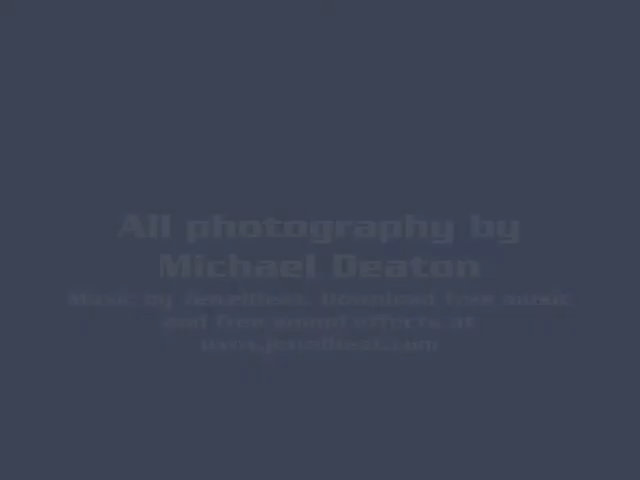 All photography by
Michael Deaton
Music by JewelBeat. Download free music
and free sound effects at
www.jewelbeat.com